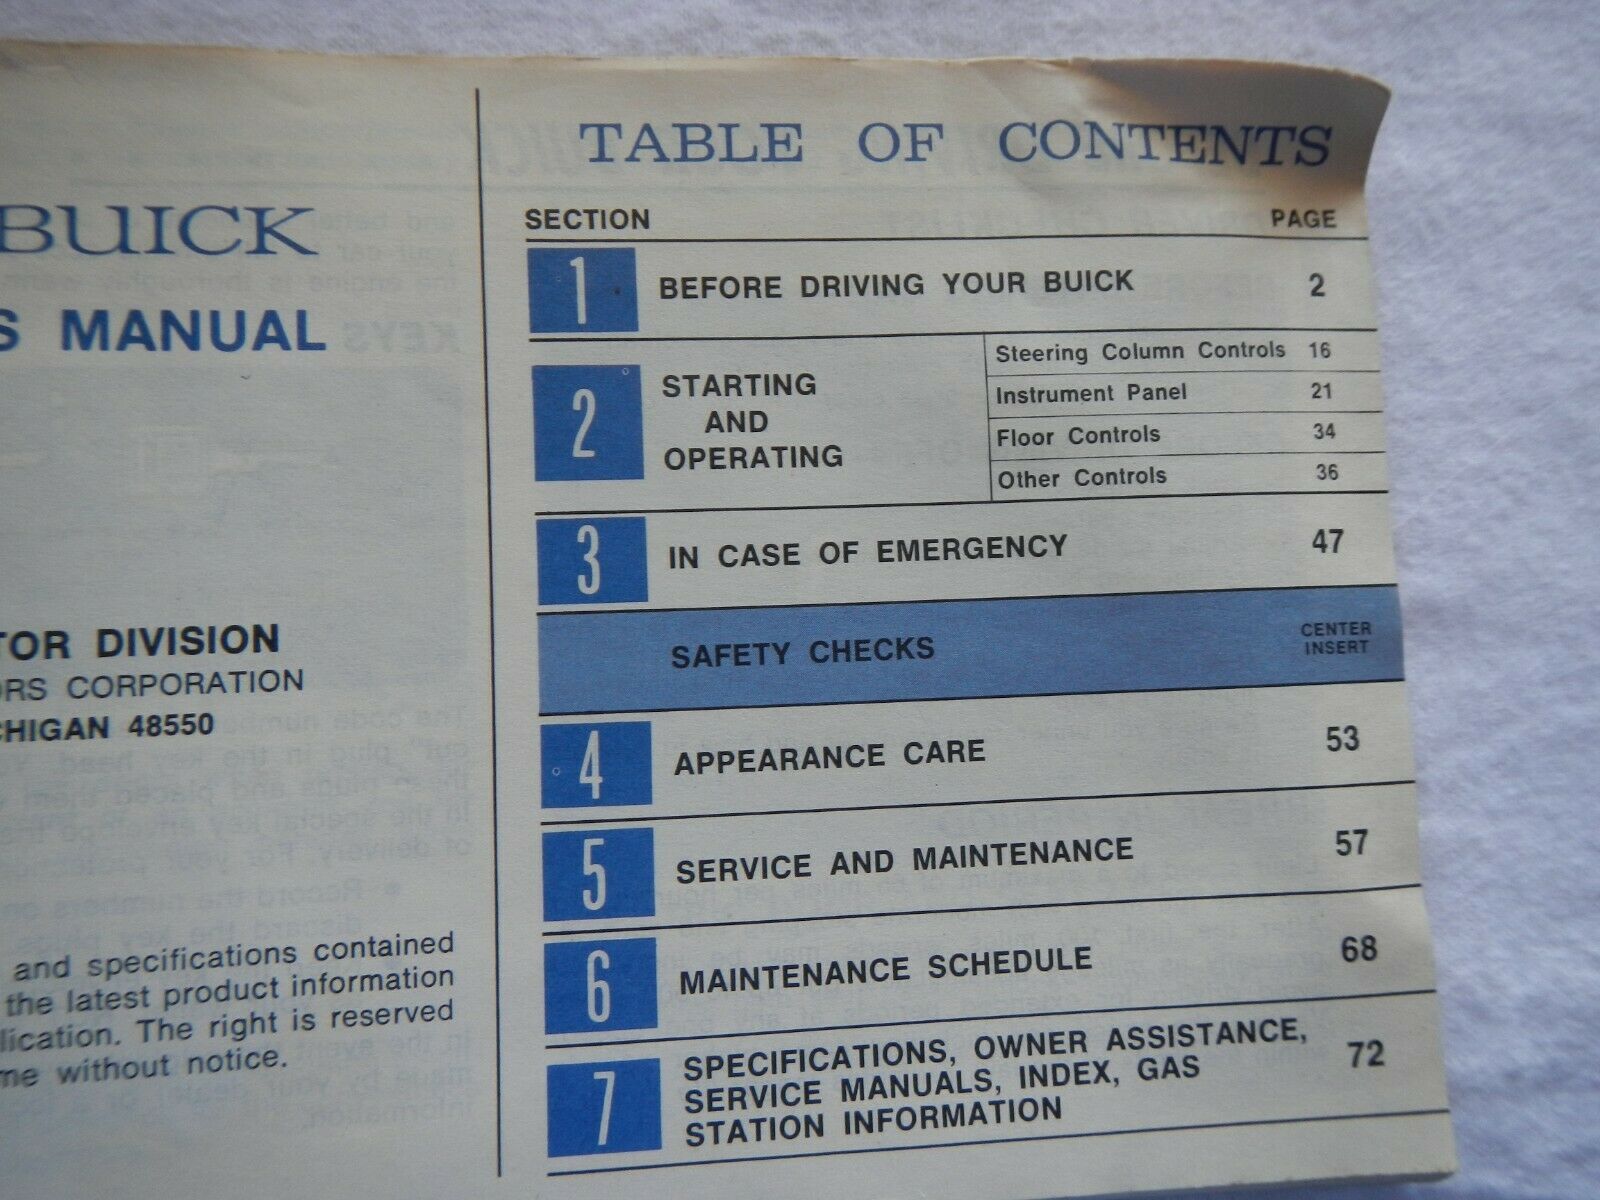 BUICK
S MANUAL
TOR DIVISION
ORS CORPORATION
CHIGAN 48550
and specifications contained
the latest product information
lication. The right is reserved
me without notice.
TABLE OF CONTENTS
SECTION PAGE
1 BEFORE DRIVING YOUR BUICK 2
2 STARTING
AND
OPERATING
Steering Column Controls 16
Instrument Panel 21
Floor Controls 34
Other Controls 36
3 IN CASE OF EMERGENCY 47
SAFETY CHECKS CENTER
INSERT
4 APPEARANCE CARE 53
5 SERVICE AND MAINTENANCE 57
6 MAINTENANCE SCHEDULE 68
7 SPECIFICATIONS, OWNER ASSISTANCE, 72
SERVICE MANUALS, INDEX, GAS
STATION INFORMATION